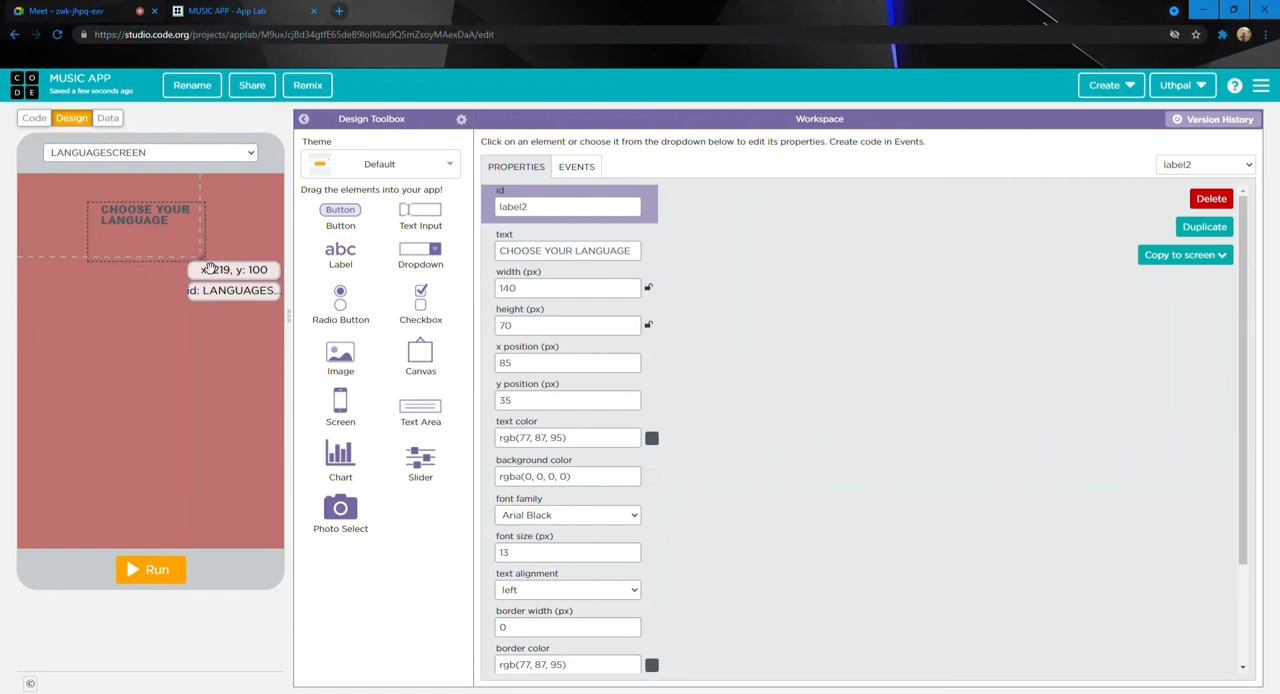 Meet – zwk-jhpq-exv
MUSIC APP - App Lab
https://studio.code.org/projects/applab/M9uxJcjBd34gtfE65deB9IoIKIxu9Q5mZsoyMAexDaA/edit
C O
D E
MUSIC APP
Saved a few seconds ago
Rename
Share
Remix
Create
Uthpal
?
Code
Design
Data
Design Toolbox
Workspace
Version History
LANGUAGESCREEN
Theme
Default
Drag the elements into your app!
Button
Button
Text Input
abc
Label
Dropdown
Radio Button
Checkbox
Image
Canvas
Screen
Text Area
Chart
Slider
Photo Select
CHOOSE YOUR
LANGUAGE
x: 219, y: 100
id: LANGUAGES...
Run
©
Click on an element or choose it from the dropdown below to edit its properties. Create code in Events.
PROPERTIES
EVENTS
label2
Delete
Duplicate
Copy to screen
id
label2
text
CHOOSE YOUR LANGUAGE
width (px)
140
height (px)
70
x position (px)
85
y position (px)
35
text color
rgb(77, 87, 95)
background color
rgba(0, 0, 0, 0)
font family
Arial Black
font size (px)
13
text alignment
left
border width (px)
0
border color
rgb(77, 87, 95)